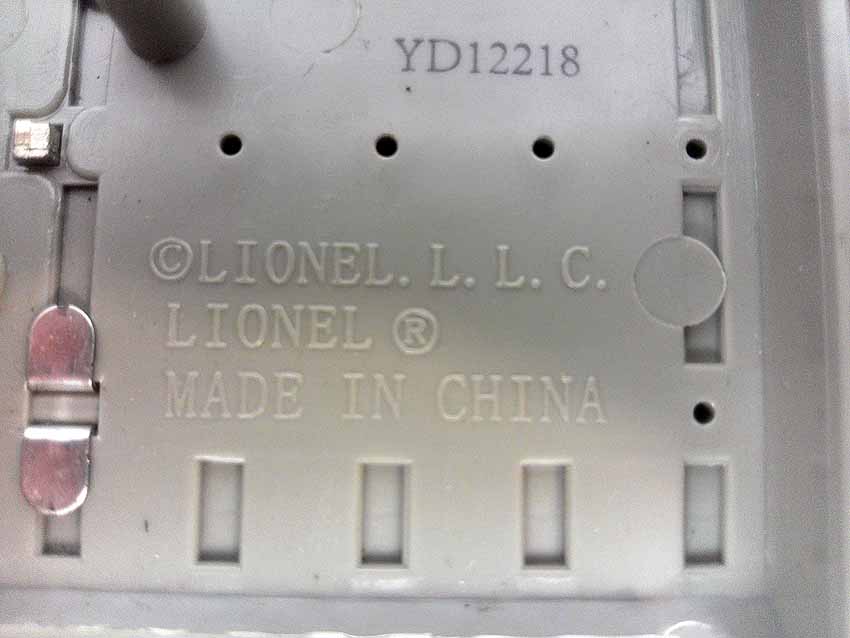 YD12218
©LIONEL.L.L.C.
LIONEL®
MADE IN CHINA